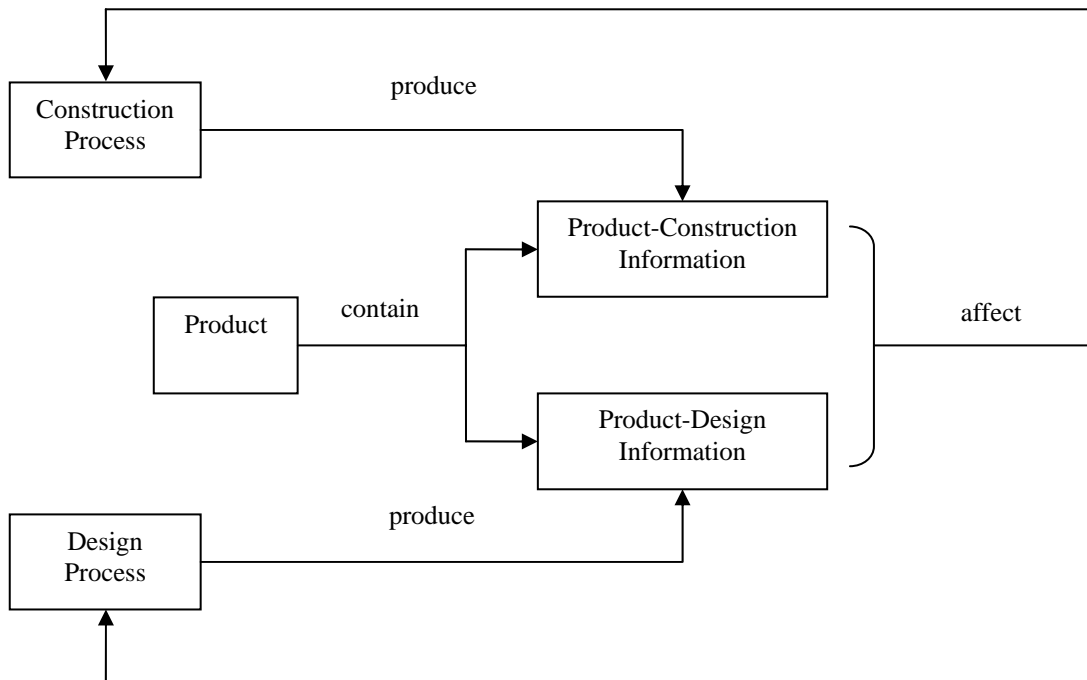 produce
Construction
Process
Product-Construction
Information
contain
affect
Product
Product-Design
Information
produce
Design
Process